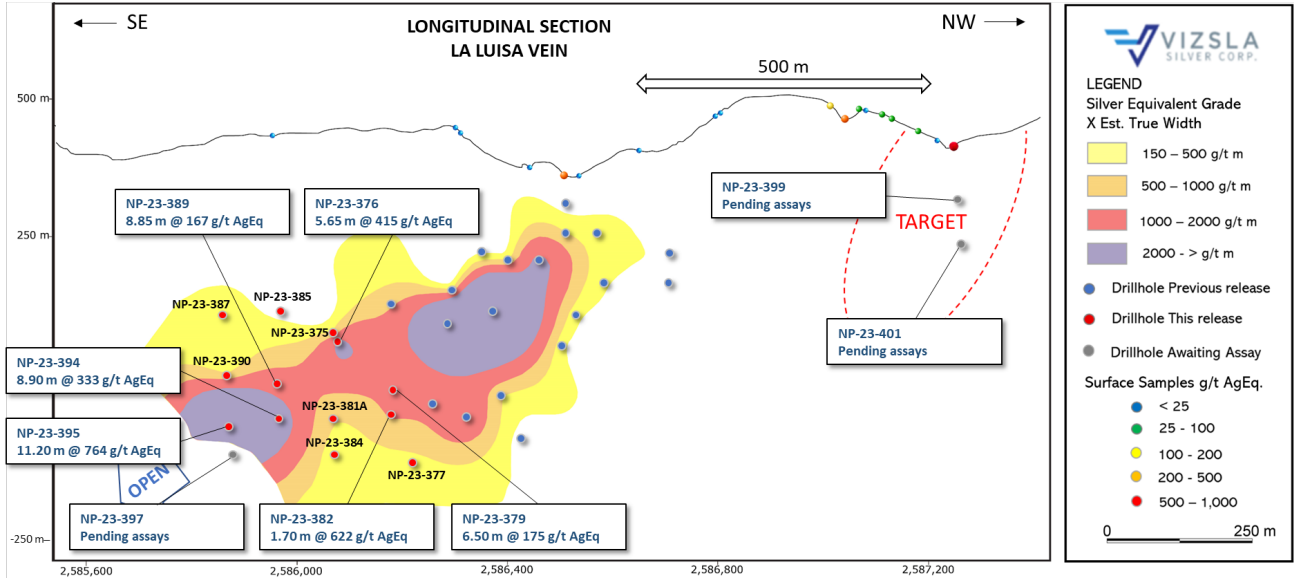 SE
LONGITUDINAL SECTION
LA LUISA VEIN
NW
500 m
500 m
250 m
-250 m
NP-23-389
8.85 m @ 167 g/t AgEq
NP-23-376
5.65 m @ 415 g/t AgEq
NP-23-399
Pending assays
TARGET
NP-23-401
Pending assays
NP-23-387
NP-23-385
NP-23-375
NP-23-390
NP-23-394
8.90 m @ 333 g/t AgEq
NP-23-381A
NP-23-395
11.20 m @ 764 g/t AgEq
NP-23-384
NP-23-377
OPEN
NP-23-397
Pending assays
NP-23-382
1.70 m @ 622 g/t AgEq
NP-23-379
6.50 m @ 175 g/t AgEq
2,585,600
2,586,000
2,586,400
2,586,800
2,587,200
VIZSLA
SILVER CORP.
LEGEND
Silver Equivalent Grade
X Est. True Width
150 – 500 g/t m
500 – 1000 g/t m
1000 – 2000 g/t m
2000 - > g/t m
Drillhole Previous release
Drillhole This release
Drillhole Awaiting Assay
Surface Samples g/t AgEq.
< 25
25 - 100
100 - 200
200 - 500
500 – 1,000
0
250 m